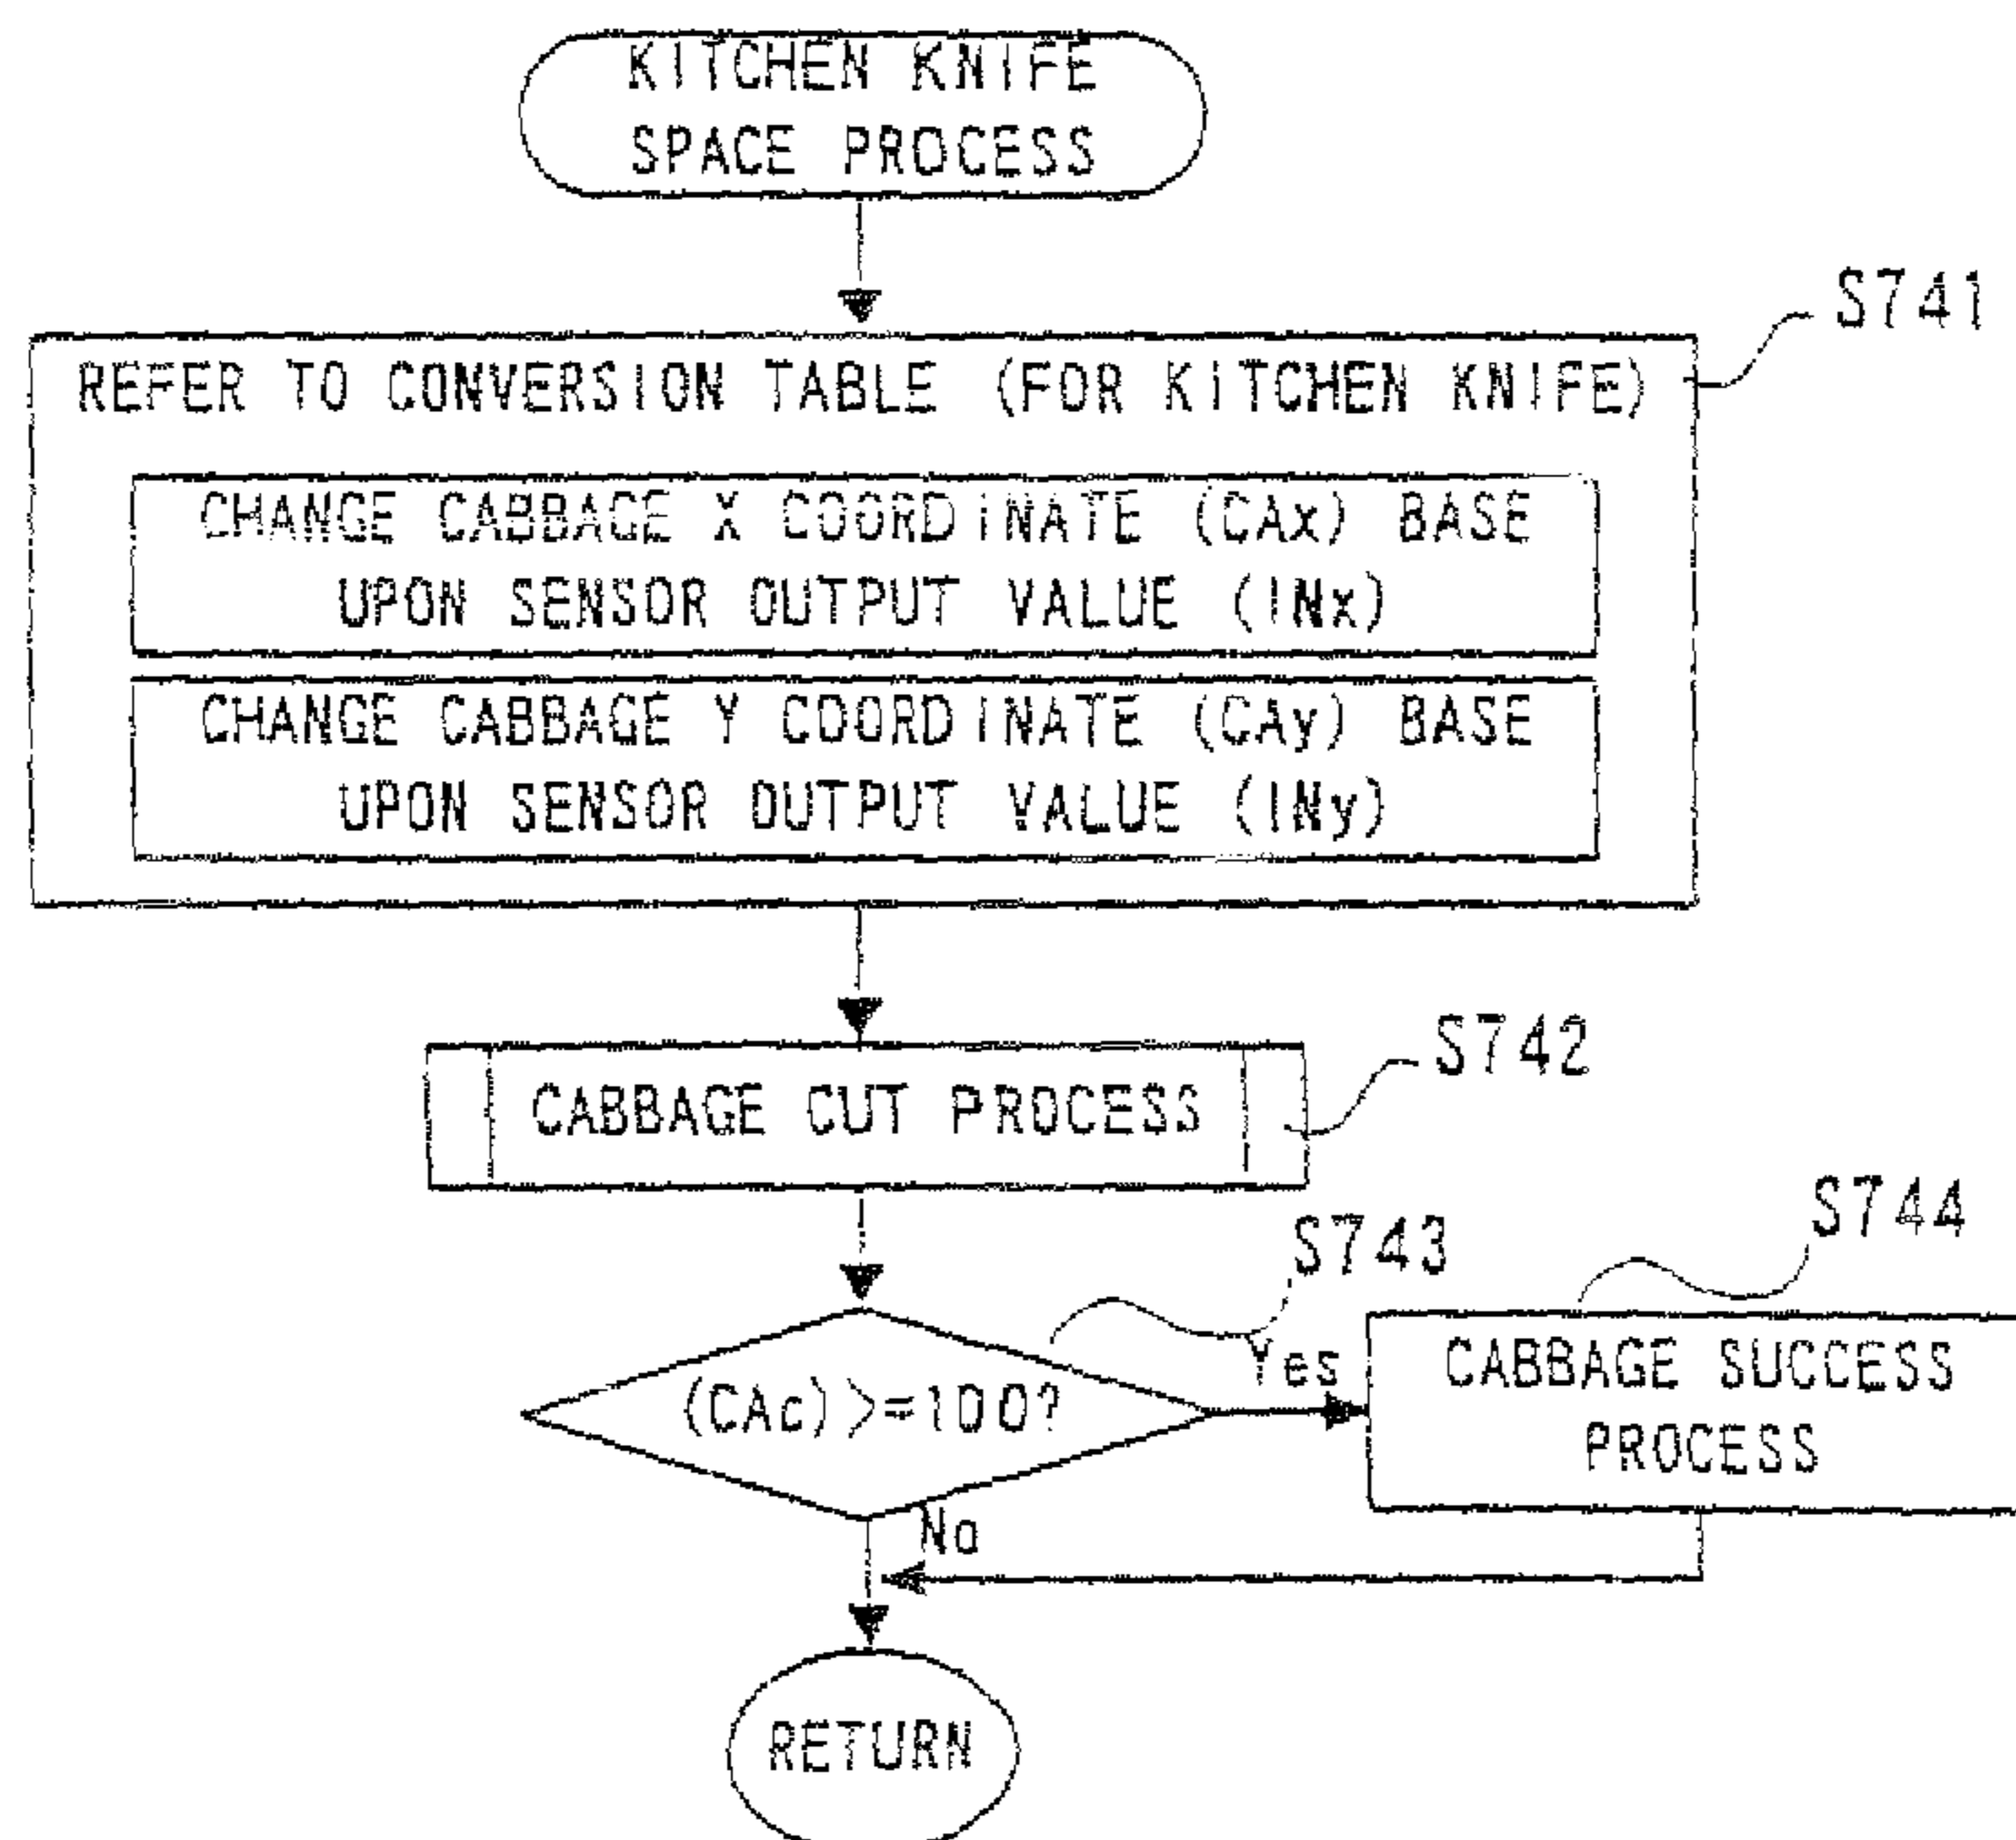 KITCHEN KNIFE
SPACE PROCESS
S741
REFER TO CONVERSION TABLE (FOR KITCHEN KNIFE)
CHANGE CABBAGE X COORDINATE (CAx) BASE
UPON SENSOR OUTPUT VALUE (INx)
CHANGE CABBAGE Y COORDINATE (CAy) BASE
UPON SENSOR OUTPUT VALUE (INy)
S742
CABBAGE CUT PROCESS
S743
S744
(CAc)>=100?
Yes
CABBAGE SUCCESS
PROCESS
No
RETURN